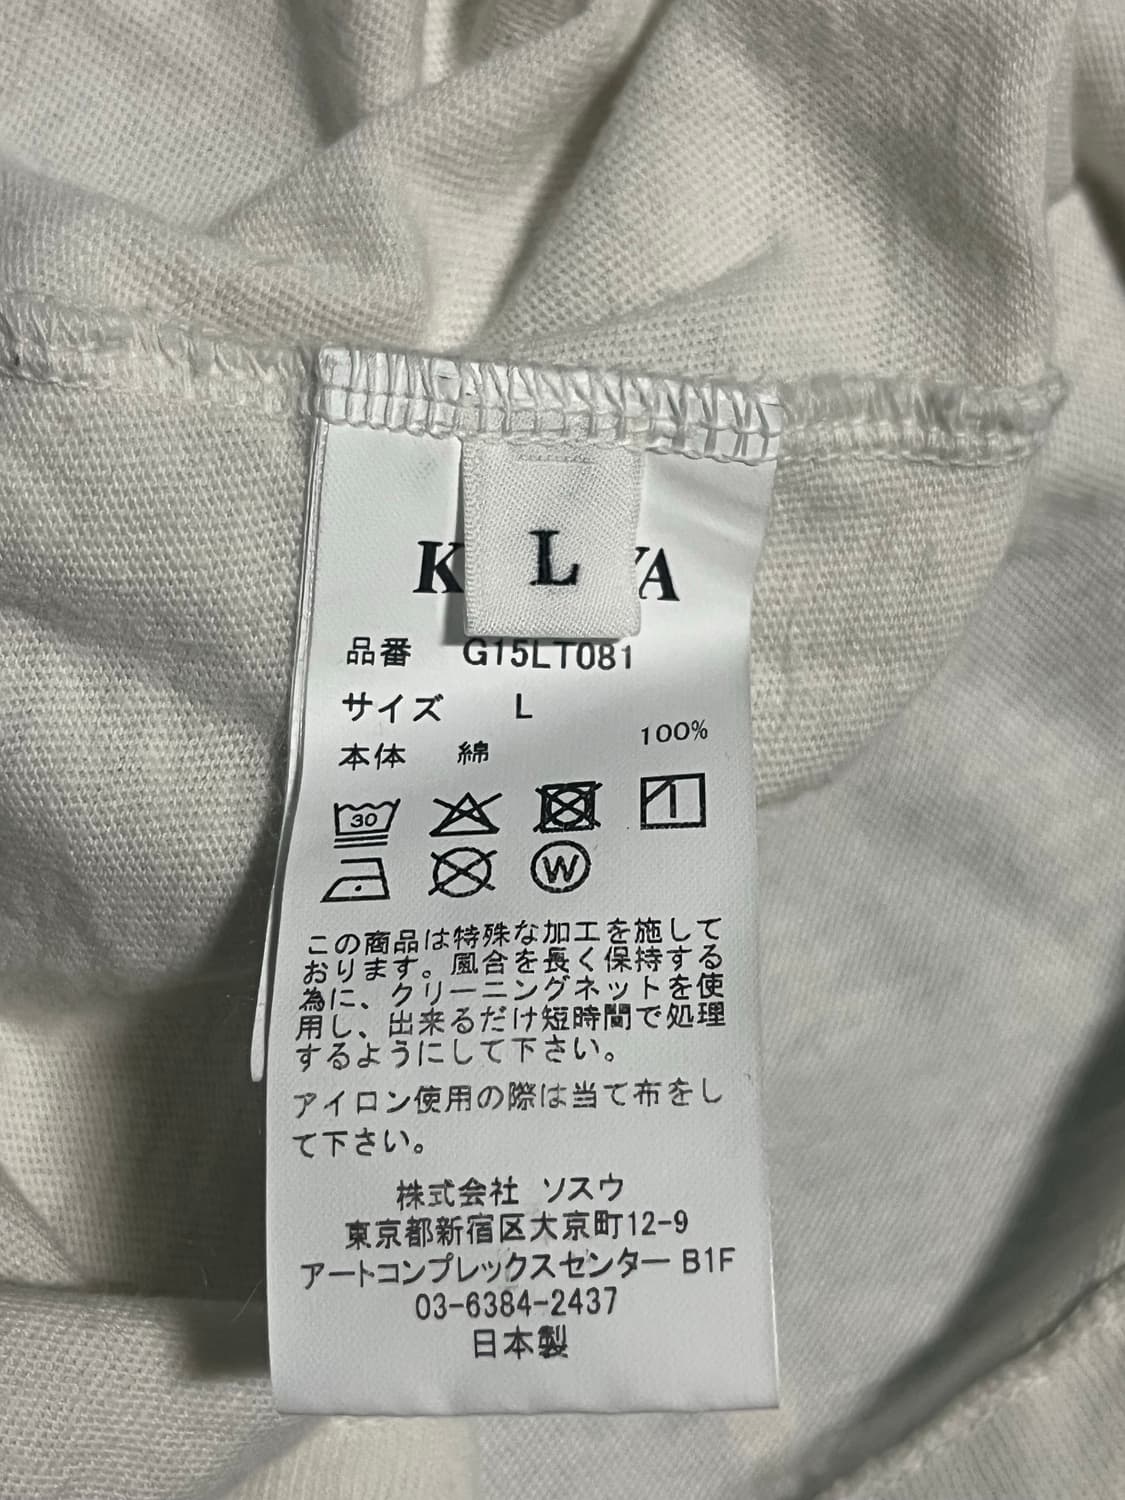 L
品番 G15LT081
サイズ L
本体 綿 100%
30
W
この商品は特殊な加工を施して
おります。風合を長く保持する
為に、クリーニングネットを使
用し、出来るだけ短時間で処理
するようにして下さい。
アイロン使用の際は当て布をし
て下さい。
株式会社 ソスウ
東京都新宿区大京町12-9
アートコンプレックスセンター B1F
03-6384-2437
日本製